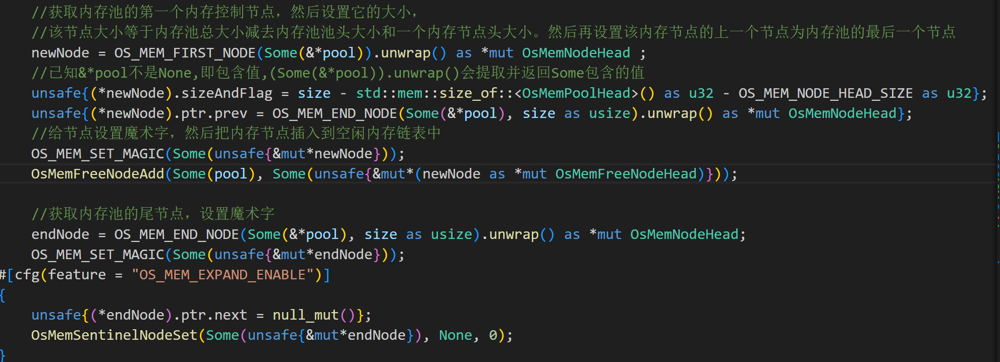 //获取内存池的第一个内存控制节点，然后设置它的大小，
//该节点大小等于内存池总大小减去内存池池头大小和一个内存节点头大小。然后再设置该内存节点的上一个节点为内存池的最后一个节点
newNode = OS_MEM_FIRST_NODE(Some(&*pool)).unwrap() as *mut OsMemNodeHead ;
//已知&*pool不是None,即包含值,(Some(&*pool)).unwrap()会提取并返回Some包含的值
unsafe{(*newNode).sizeAndFlag = size - std::mem::size_of::<OsMemPoolHead>() as u32 - OS_MEM_NODE_HEAD_SIZE as u32};
unsafe{(*newNode).ptr.prev = OS_MEM_END_NODE(Some(&*pool), size as usize).unwrap() as *mut OsMemNodeHead};
//给节点设置魔术字，然后把内存节点插入到空闲内存链表中
OS_MEM_SET_MAGIC(Some(unsafe{&mut*newNode}));
OsMemFreeNodeAdd(Some(pool), Some(unsafe{&mut*(newNode as *mut OsMemFreeNodeHead)}));
//获取内存池的尾节点，设置魔术字
endNode = OS_MEM_END_NODE(Some(&*pool), size as usize).unwrap() as *mut OsMemNodeHead;
OS_MEM_SET_MAGIC(Some(unsafe{&mut*endNode}));
#[cfg(feature = "OS_MEM_EXPAND_ENABLE")]
{
unsafe{(*endNode).ptr.next = null_mut()};
OsMemSentinelNodeSet(Some(unsafe{&mut*endNode}), None, 0);
}